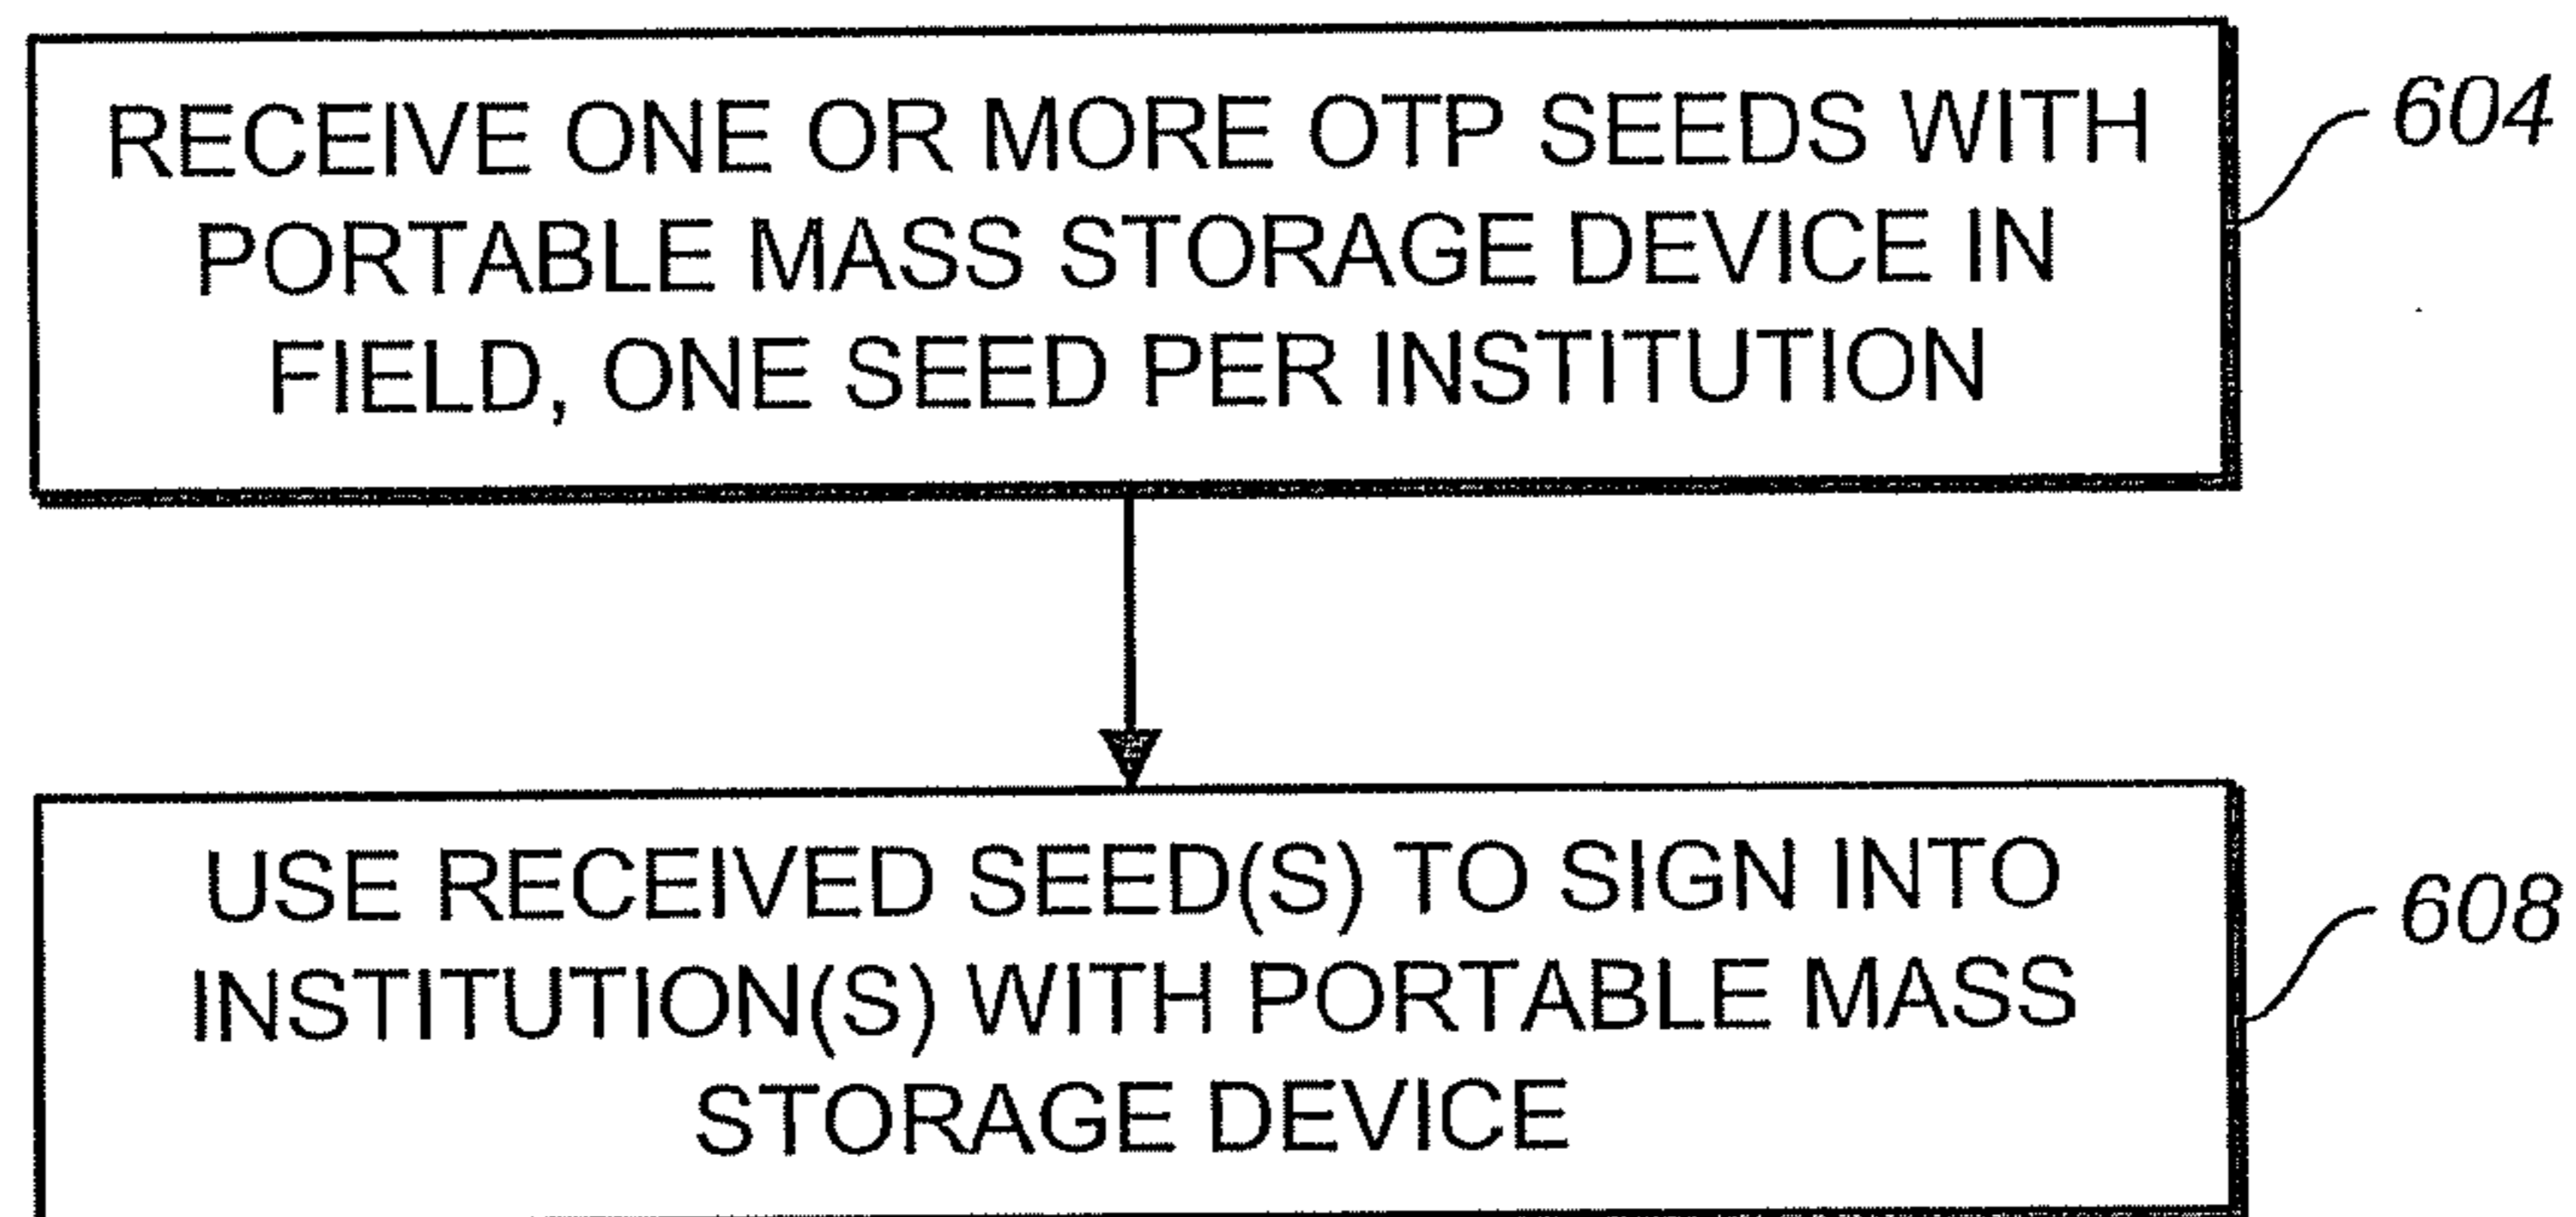 RECEIVE ONE OR MORE OTP SEEDS WITH
PORTABLE MASS STORAGE DEVICE IN
FIELD, ONE SEED PER INSTITUTION
604
USE RECEIVED SEED(S) TO SIGN INTO
INSTITUTION(S) WITH PORTABLE MASS
STORAGE DEVICE
608